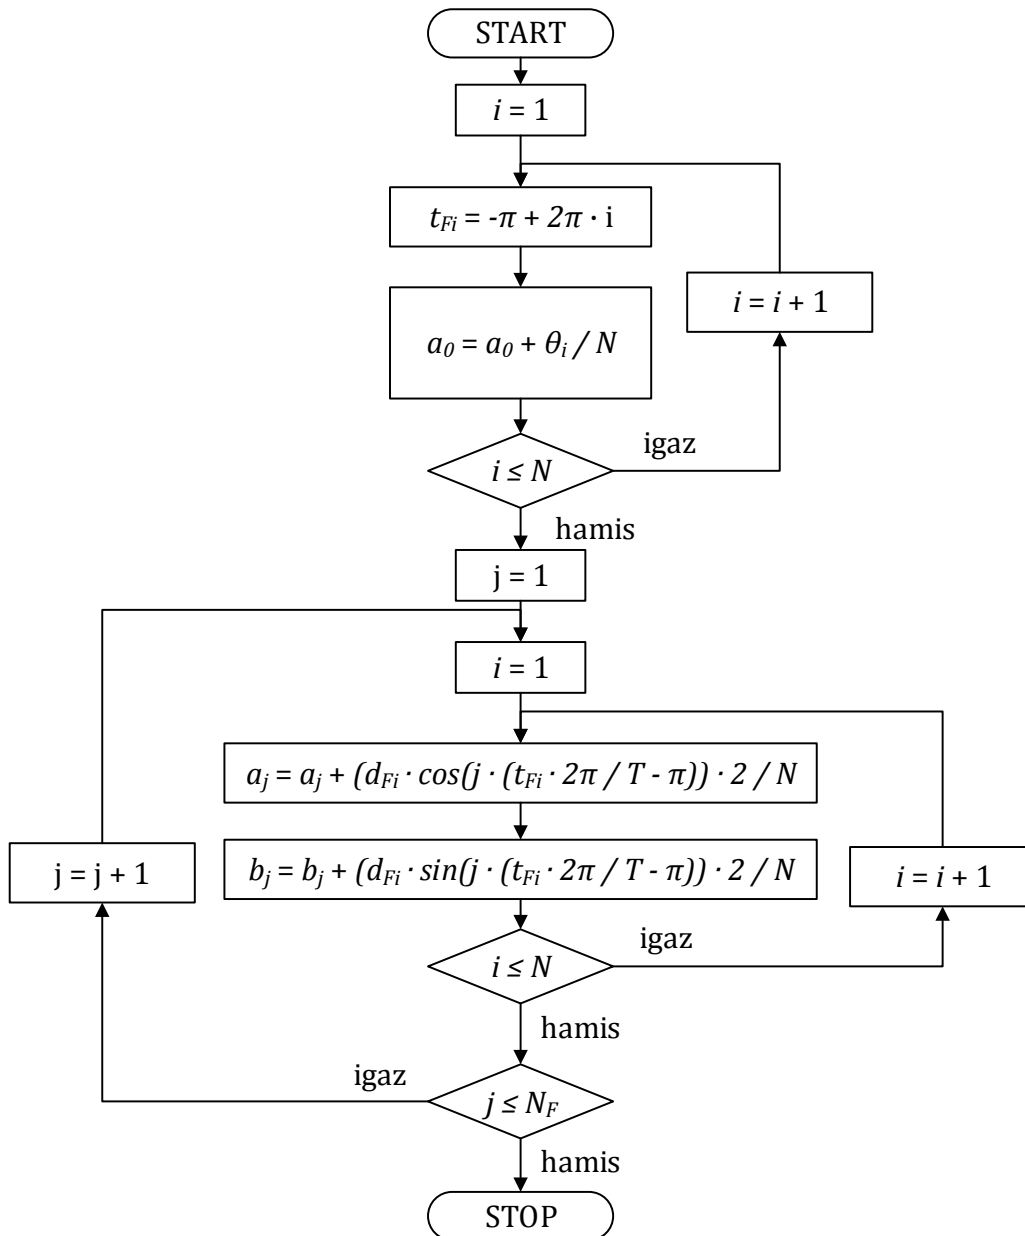 START
i = 1
t_Fi = -π + 2π · i
i = i + 1
a_0 = a_0 + θ_i / N
igaz
i ≤ N
hamis
j = 1
i = 1
a_j = a_j + (d_Fi · cos(j · (t_Fi · 2π / T - π)) · 2 / N
j = j + 1
b_j = b_j + (d_Fi · sin(j · (t_Fi · 2π / T - π)) · 2 / N
i = i + 1
igaz
i ≤ N
hamis
igaz
j ≤ N_F
hamis
STOP